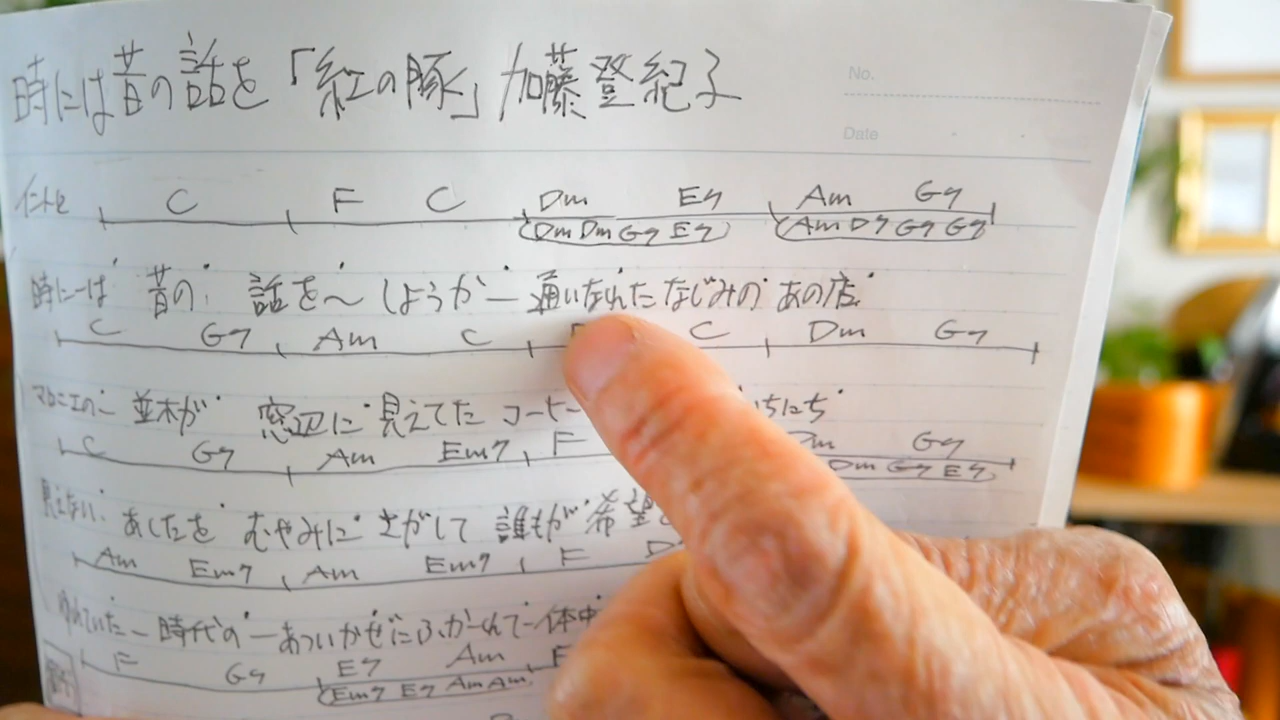 時には昔の話を「紅の豚」加藤登紀子
No.
Date
イントロ C F C Dm E7 Am G7
(Dm Dm G7 E7) (Am D7 G7 G7)
時には 昔の 話を〜しようかー通いなれた なじみの あの店
C G7 Am C C Dm G7
マロニエの 並木が 窓辺に見えてた コーヒー いちにち
C G7 Am Em7 F Dm G7
Dm G7 E7)
見えない あしたを むやみに さがして 誰もが 希望
Am Em7 Am Em7 F
ゆれていたー時代のーあついかぜにふかーれてー体中
F G7 E7 Am
(Em7 E7 Am Am